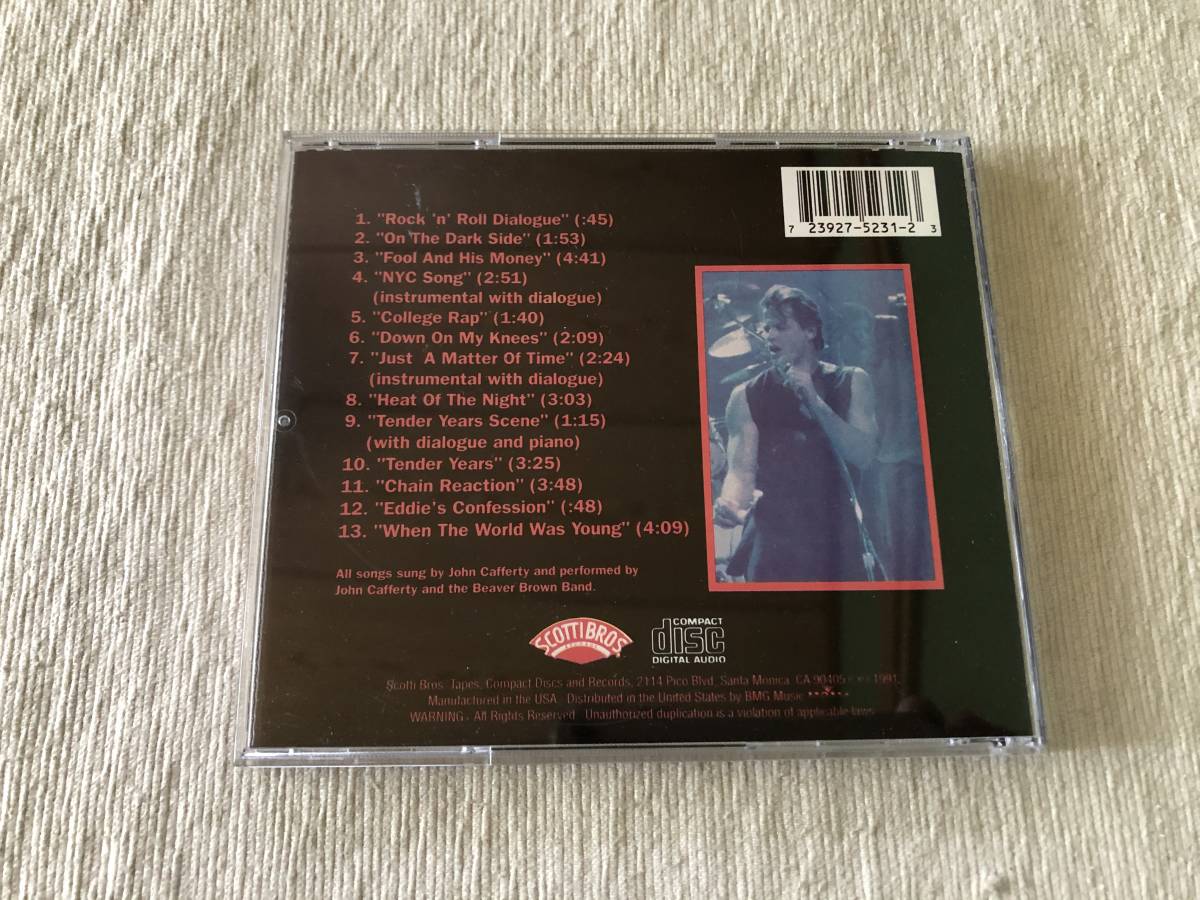 7 23927-5231-2 3
1. "Rock 'n' Roll Dialogue" (:45)
2. "On The Dark Side" (1:53)
3. "Fool And His Money" (4:41)
4. "NYC Song" (2:51)
(instrumental with dialogue)
5. "College Rap" (1:40)
6. "Down On My Knees" (2:09)
7. "Just A Matter Of Time" (2:24)
(instrumental with dialogue)
8. "Heat Of The Night" (3:03)
9. "Tender Years Scene" (1:15)
(with dialogue and piano)
10. "Tender Years" (3:25)
11. "Chain Reaction" (3:48)
12. "Eddie's Confession" (:48)
13. "When The World Was Young" (4:09)
All songs sung by John Cafferty and performed by
John Cafferty and the Beaver Brown Band.
SCOTTI BROS.
RECORDS
COMPACT
disc
DIGITAL AUDIO
Scotti Bros. Tapes, Compact Discs and Records, 2114 Pico Blvd, Santa Monica, CA 90405 1991,
Manufactured in the USA. Distributed in the United States by BMG Music
WARNING - All Rights Reserved. Unauthorized duplication is a violation of applicable laws